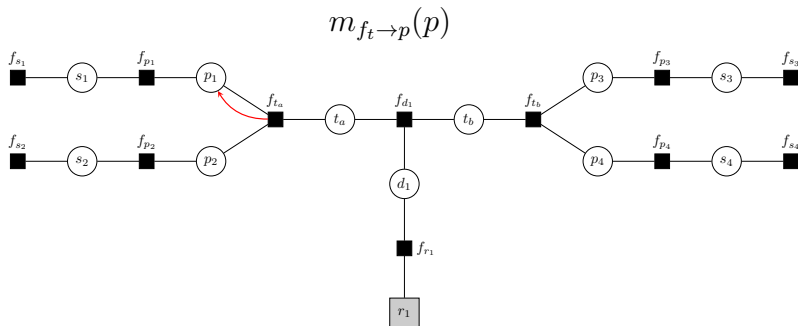 m_{f_t→p}(p)
f_{s_1} s_1 f_{p_1} p_1 f_{t_a} t_a f_{d_1} t_b f_{t_b} p_3 f_{p_3} s_3 f_{s_3}
f_{s_2} s_2 f_{p_2} p_2 p_4 f_{p_4} s_4 f_{s_4}
d_1
f_{r_1}
r_1